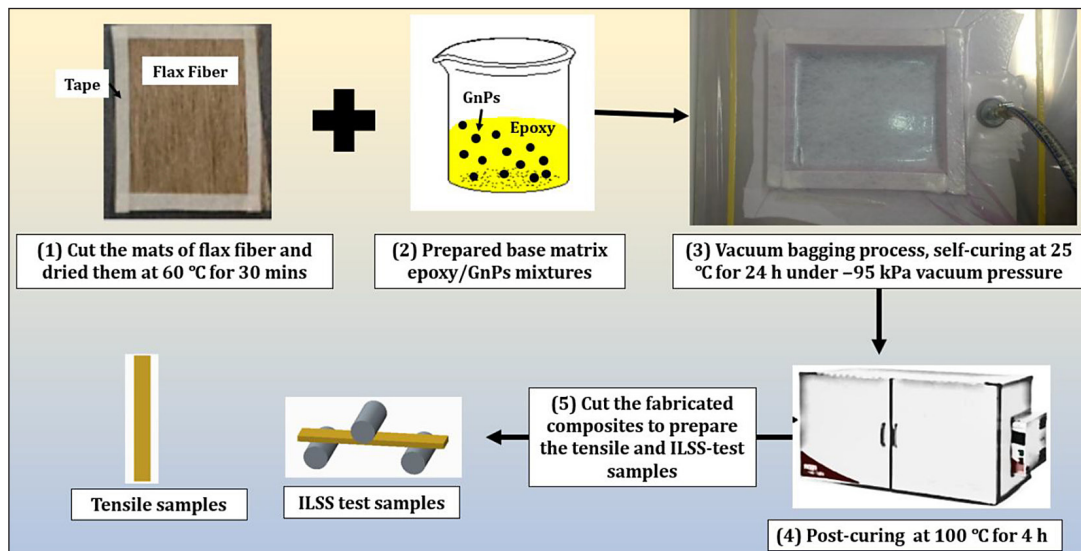 Tape
Flax Fiber
GnPs
Epoxy
(1) Cut the mats of flax fiber and
dried them at 60 °C for 30 mins
(2) Prepared base matrix
epoxy/GnPs mixtures
(3) Vacuum bagging process, self-curing at 25
°C for 24 h under −95 kPa vacuum pressure
(5) Cut the fabricated
composites to prepare
the tensile and ILSS-test
samples
Tensile samples
ILSS test samples
(4) Post-curing at 100 °C for 4 h